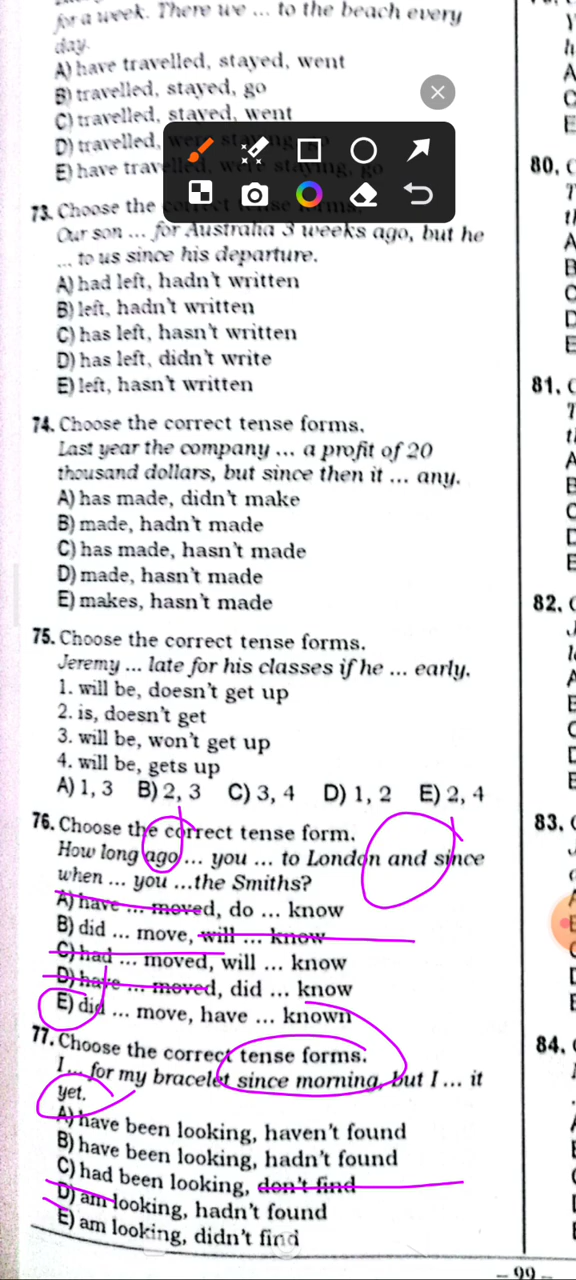 for a week. There we ... to the beach every
day.
A) have travelled, stayed, went
B) travelled, stayed, go
C) travelled, stayed, went
D) travelled, were staying, go
E) have travelled, were staying, go
73. Choose the correct tense forms.
Our son ... for Australia 3 weeks ago, but he
... to us since his departure.
A) had left, hadn't written
B) left, hadn't written
C) has left, hasn't written
D) has left, didn't write
E) left, hasn't written
74. Choose the correct tense forms.
Last year the company ... a profit of 20
thousand dollars, but since then it ... any.
A) has made, didn't make
B) made, hadn't made
C) has made, hasn't made
D) made, hasn't made
E) makes, hasn't made
75. Choose the correct tense forms.
Jeremy ... late for his classes if he ... early.
1. will be, doesn't get up
2. is, doesn't get
3. will be, won't get up
4. will be, gets up
A) 1, 3 B) 2, 3 C) 3, 4 D) 1, 2 E) 2, 4
76. Choose the correct tense form.
How long ago ... you ... to London and since
when ... you ...the Smiths?
A) have ... moved, do ... know
B) did ... move, will ... know
C) had ... moved, will ... know
D) have ... moved, did ... know
E) did ... move, have ... known
77. Choose the correct tense forms.
I ... for my bracelet since morning, but I ... it
yet.
A) have been looking, haven't found
B) have been looking, hadn't found
C) had been looking, don't find
D) am looking, hadn't found
E) am looking, didn't find
– 99 –
80.
81.
82.
83.
84.